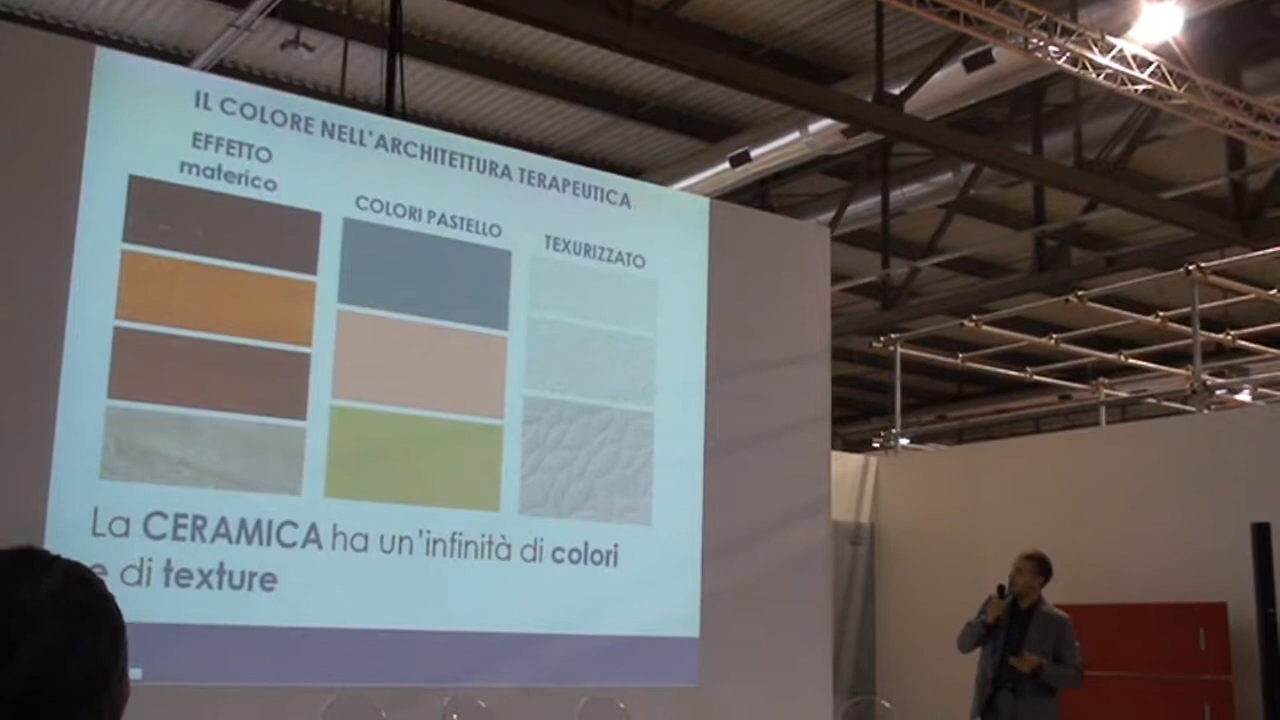 IL COLORE NELL'ARCHITETTURA TERAPEUTICA
EFFETTO
materico
COLORI PASTELLO
TEXURIZZATO
La CERAMICA ha un'infinità di colori
e di texture